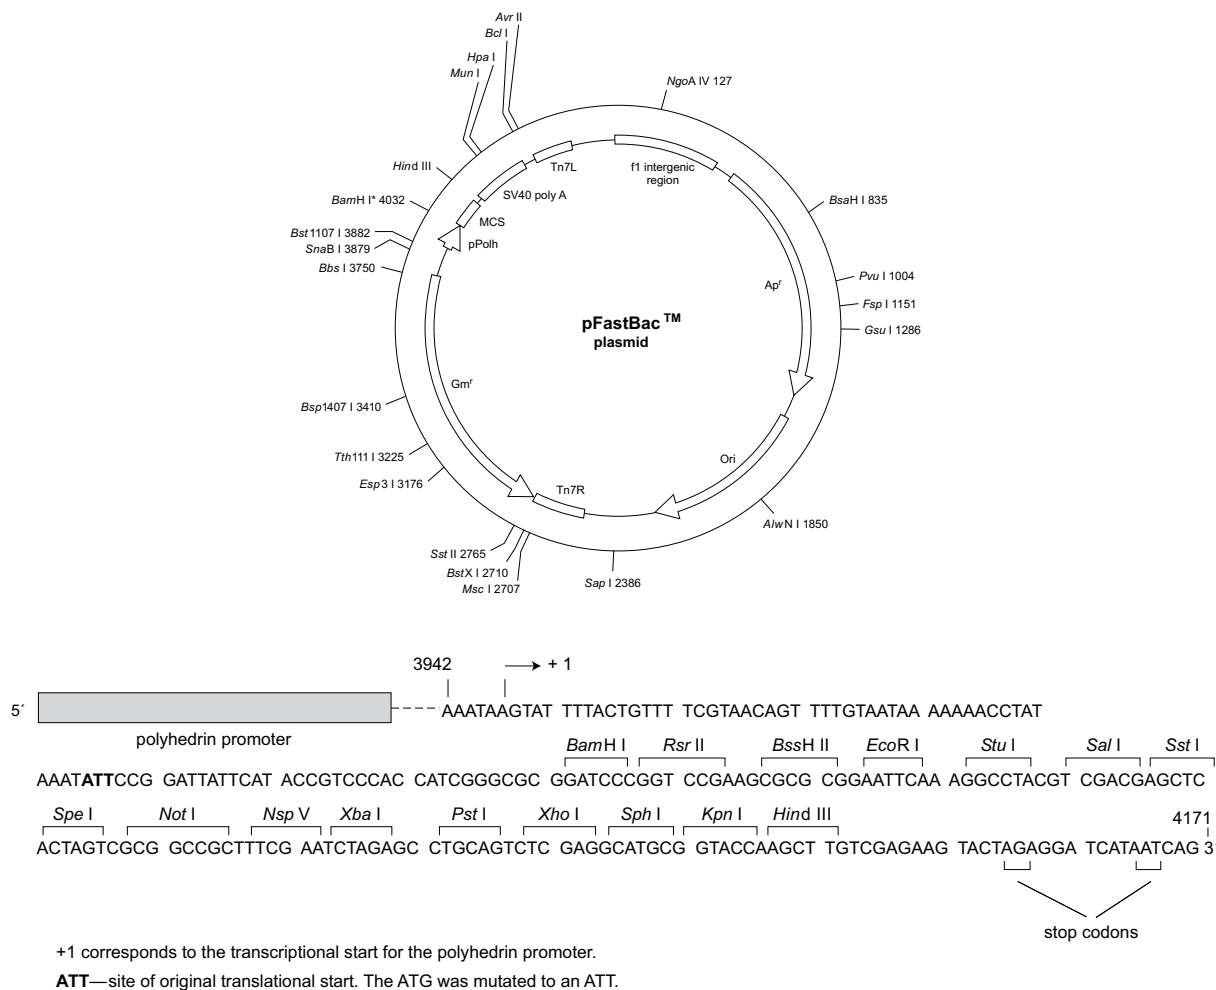 Avr II
Bcl I
Hpa I
Mun I
NgoA IV 127
Hind III
Tn7L
f1 intergenic
region
SV40 poly A
BamH I* 4032
BsaH I 835
MCS
Bst1107 I 3882
SnaB I 3879
pPolh
Bbs I 3750
Pvu I 1004
Apr
Fsp I 1151
pFastBac™
plasmid
Gsu I 1286
Gmr
Bsp1407 I 3410
Tth111 I 3225
Ori
Esp3 I 3176
Tn7R
AlwN I 1850
Sst II 2765
BstX I 2710
Msc I 2707
Sap I 2386
3942 + 1
5´ AAATAAGTAT TTTACTGTTT TCGTAACAGT TTTGTAATAA AAAAACCTAT
polyhedrin promoter
BamH I Rsr II BssH II EcoR I Stu I Sal I Sst I
AAATATTCCG GATTATTCAT ACCGTCCCAC CATCGGGCGC GGATCCCGGT CCGAAGCGCG CGGAATTCAA AGGCCTACGT CGACGAGCTC
Spe I Not I Nsp V Xba I Pst I Xho I Sph I Kpn I Hind III 4171
ACTAGTCGCG GCCGCTTTCG AATCTAGAGC CTGCAGTCTC GAGGCATGCG GTACCAAGCTT GTCGAGAAG TACTAGAGGA TCATAATCAG 3'
stop codons
+1 corresponds to the transcriptional start for the polyhedrin promoter.
ATT—site of original translational start. The ATG was mutated to an ATT.